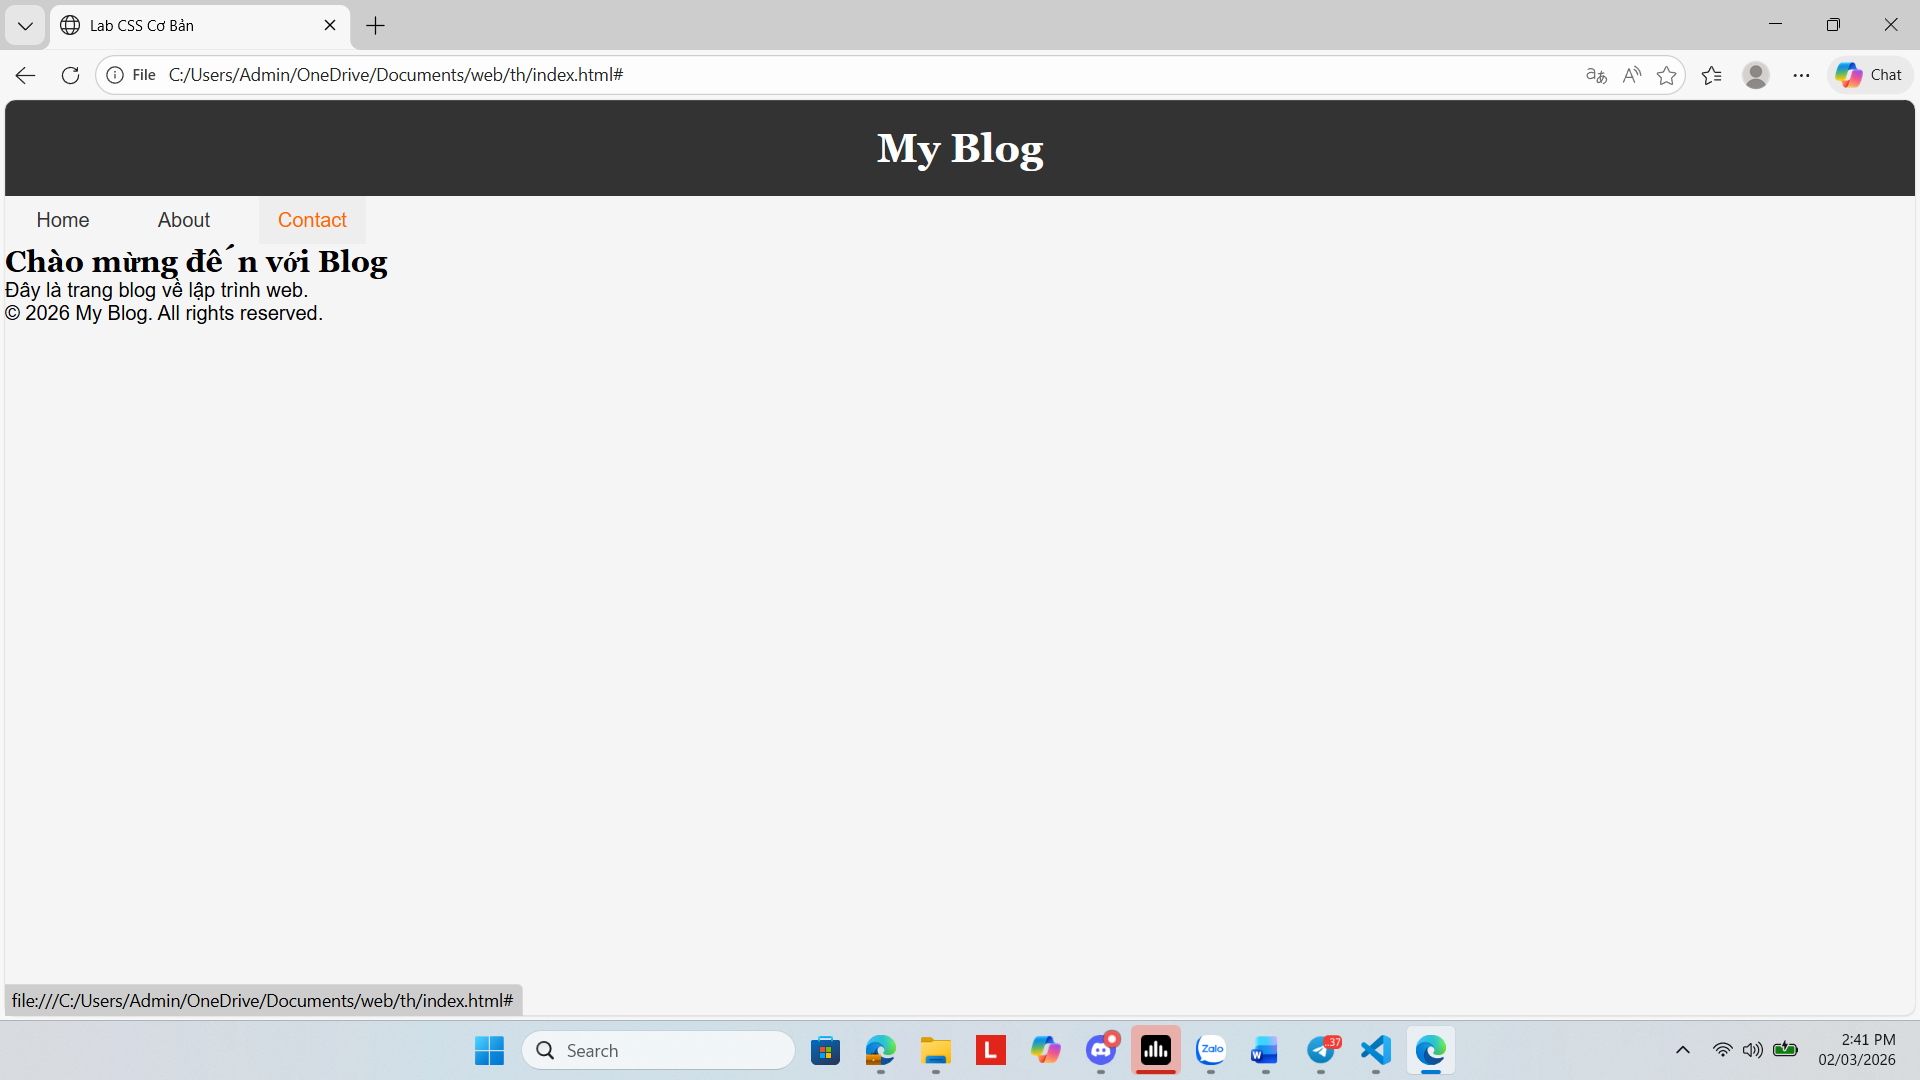 Lab CSS Cơ Bản
File C:/Users/Admin/OneDrive/Documents/web/th/index.html#
Chat
My Blog
Home About Contact
Chào mừng đến với Blog
Đây là trang blog về lập trình web.
© 2026 My Blog. All rights reserved.
file:///C:/Users/Admin/OneDrive/Documents/web/th/index.html#
Search
L
Zalo
W
.37
2:41 PM
02/03/2026